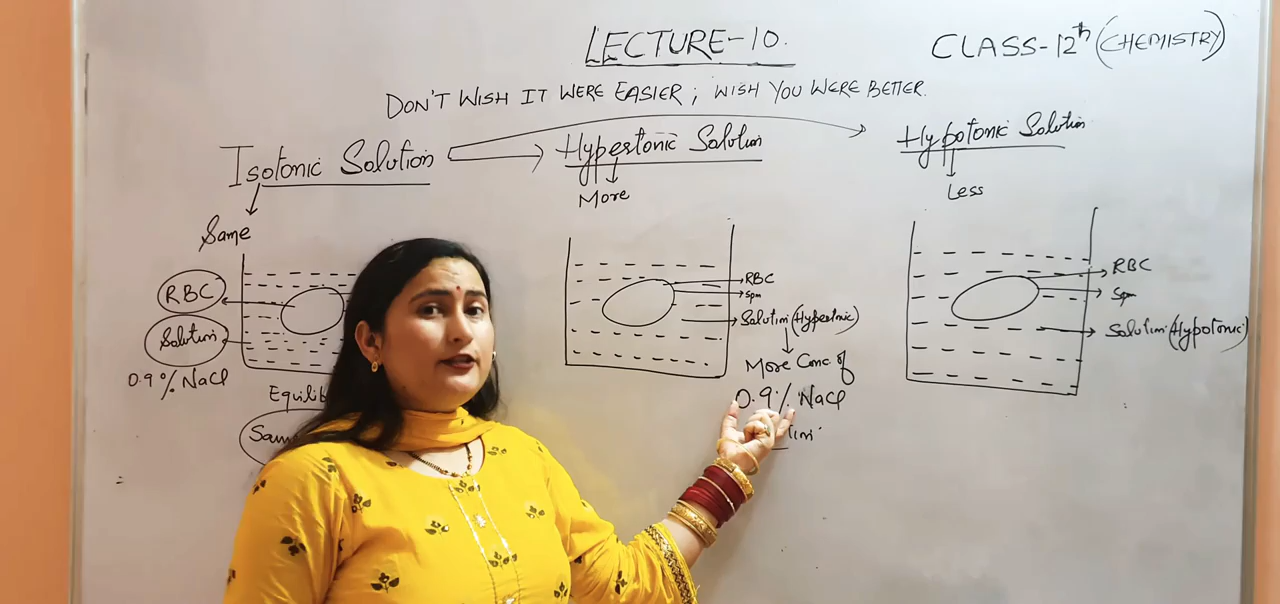 LECTURE-10.
CLASS-12th (CHEMISTRY)
DON'T WISH IT WERE EASIER; WISH YOU WERE BETTER.
Isotonic Solution
Same
RBC
Solution
0.9% NaCl
Hypertonic Solution
More
RBC
Spm
Solution (Hypertonic)
More Conc of
0.9% NaCl
Hypotonic Solution
Less
RBC
Spm
Solution (Hypotonic)